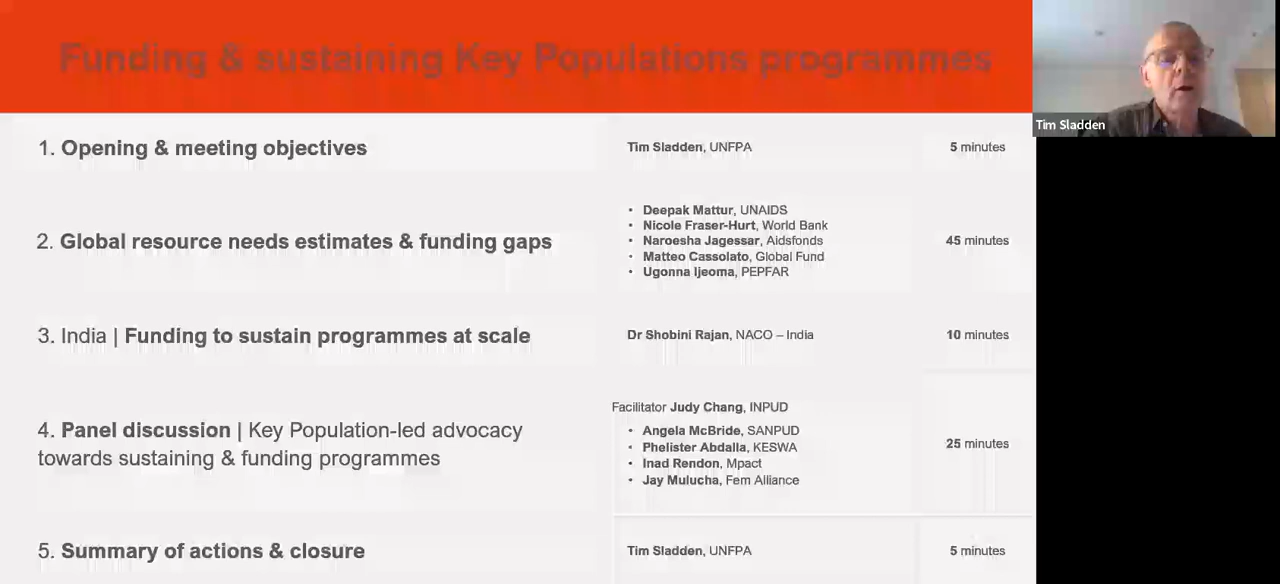 Funding & sustaining Key Populations programmes
Tim Sladden
1. Opening & meeting objectives
Tim Sladden, UNFPA
5 minutes
2. Global resource needs estimates & funding gaps
• Deepak Mattur, UNAIDS
• Nicole Fraser-Hurt, World Bank
• Naroesha Jagessar, Aidsfonds
• Matteo Cassolato, Global Fund
• Ugonna Ijeoma, PEPFAR
45 minutes
3. India | Funding to sustain programmes at scale
Dr Shobini Rajan, NACO – India
10 minutes
4. Panel discussion | Key Population-led advocacy
towards sustaining & funding programmes
Facilitator Judy Chang, INPUD
• Angela McBride, SANPUD
• Phelister Abdalla, KESWA
• Inad Rendon, Mpact
• Jay Mulucha, Fem Alliance
25 minutes
5. Summary of actions & closure
Tim Sladden, UNFPA
5 minutes